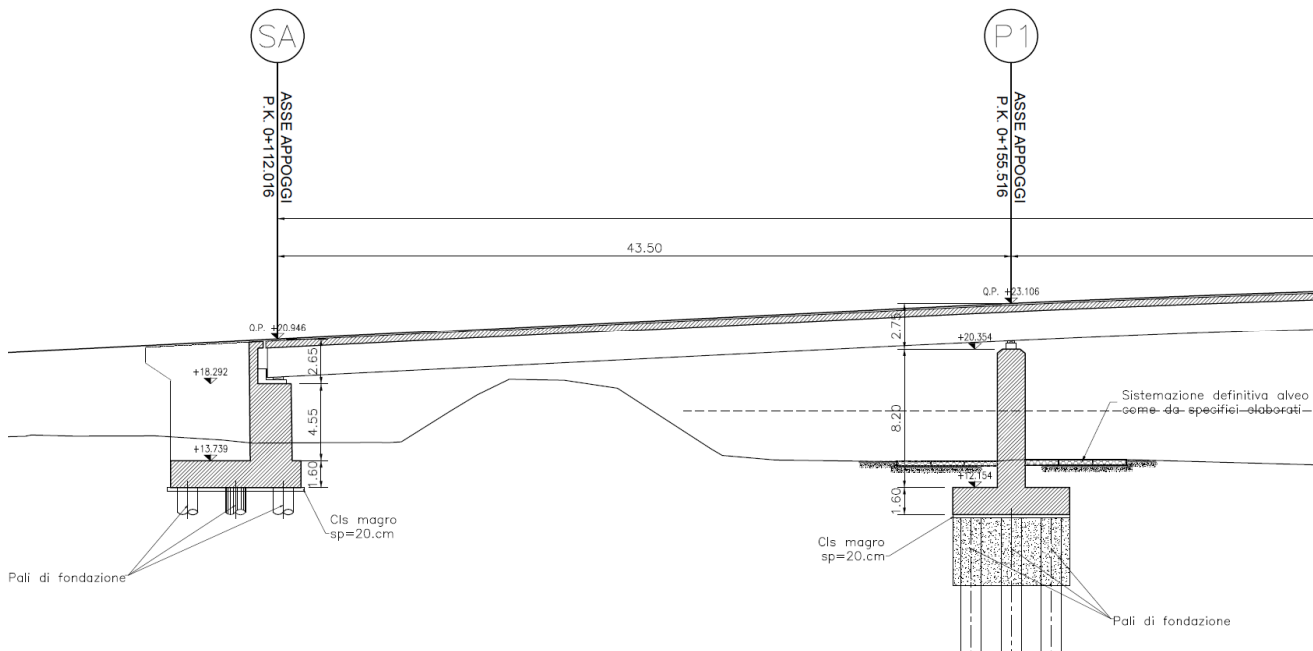 SA
P1
ASSE APPOGGI
P.K. 0+112.016
ASSE APPOGGI
P.K. 0+155.516
43.50
Q.P. +23.106
Q.P. +20.946
2.75
+20.354
2.65
+18.292
Sistemazione definitiva alveo
come da specifici elaborati
4.55
8.20
+13.739
1.60
+12.154
1.60
Cls magro
sp=20.cm
Cls magro
sp=20.cm
Pali di fondazione
Pali di fondazione